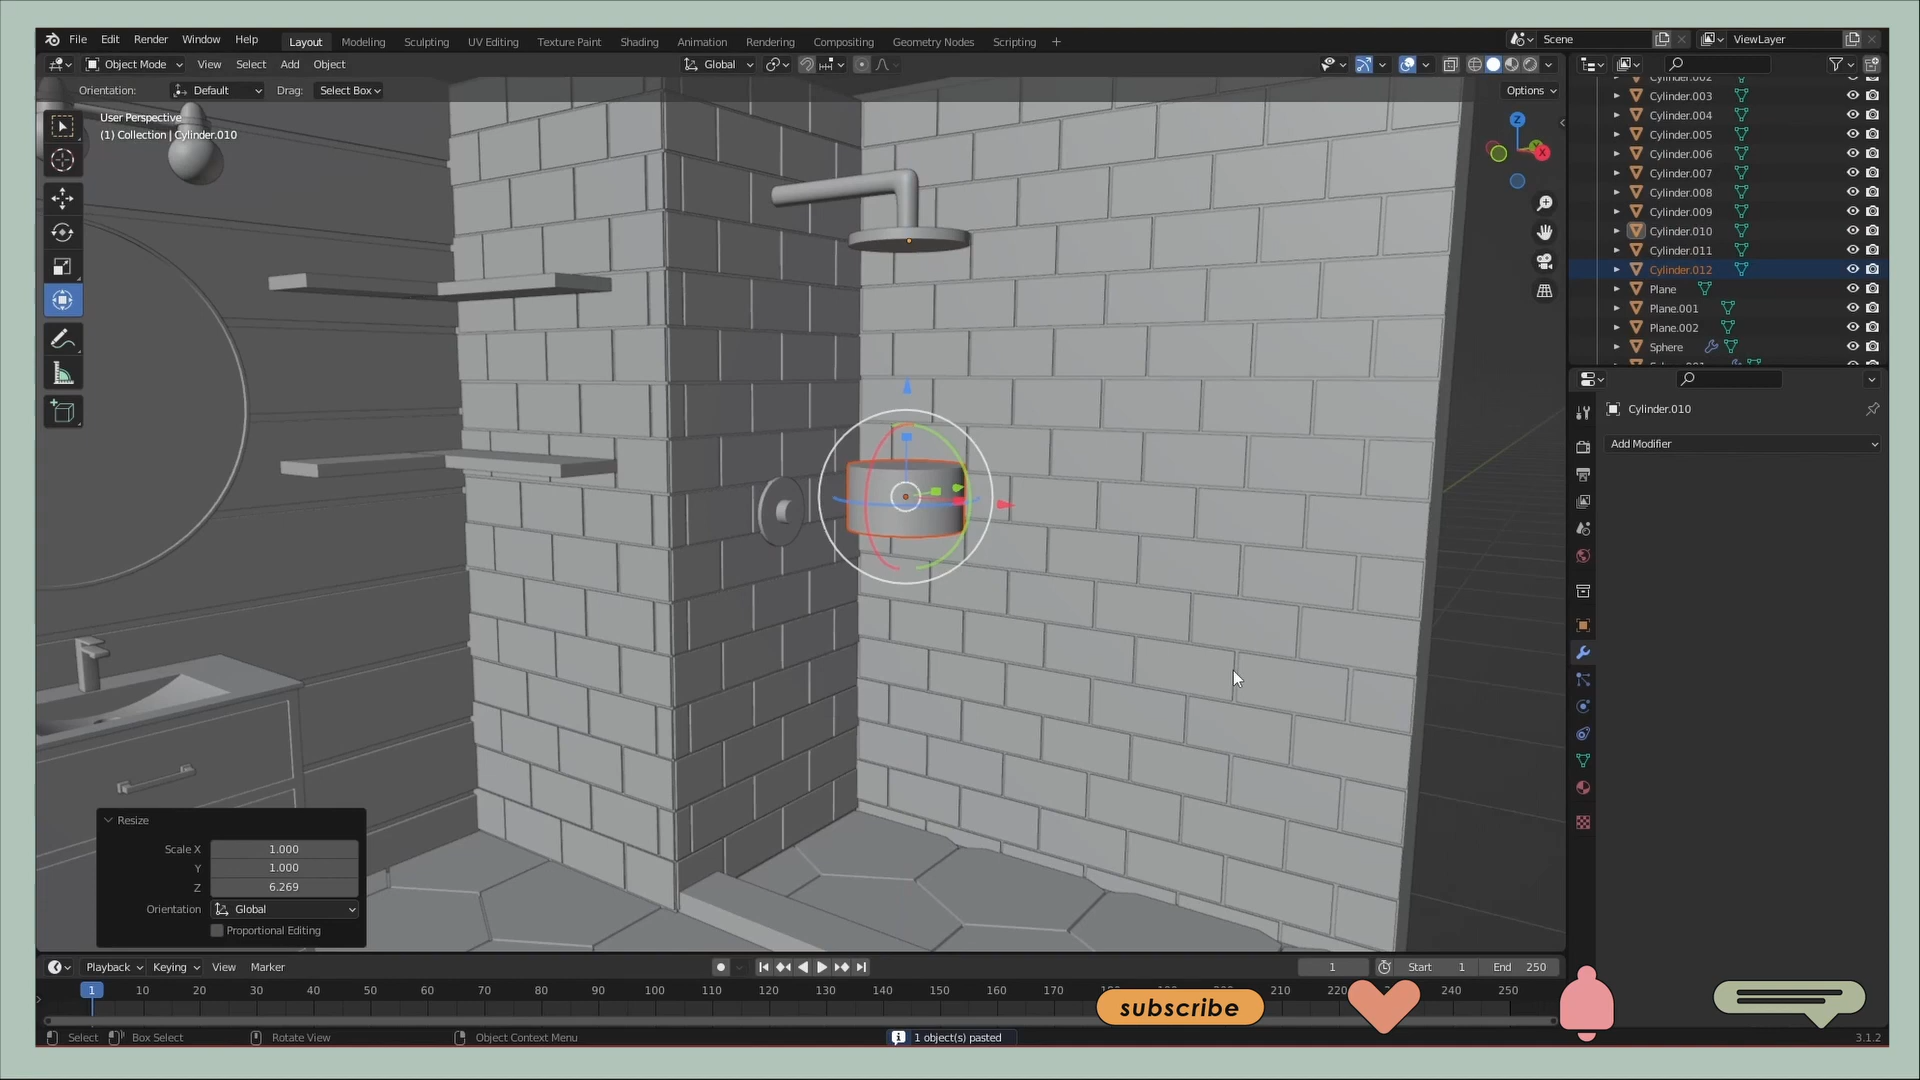 File Edit Render Window Help Layout Modeling Sculpting UV Editing Texture Paint Shading Animation Rendering Compositing Geometry Nodes Scripting + Scene ViewLayer
Object Mode View Select Add Object Global
Orientation: Default Drag: Select Box Options
User Perspective
(1) Collection | Cylinder.010
Z
X
Cylinder.002
Cylinder.003
Cylinder.004
Cylinder.005
Cylinder.006
Cylinder.007
Cylinder.008
Cylinder.009
Cylinder.010
Cylinder.011
Cylinder.012
Plane
Plane.001
Plane.002
Sphere
Cylinder.010
Add Modifier
Resize
Scale X 1.000
Y 1.000
Z 6.269
Orientation Global
Proportional Editing
Playback Keying View Marker 1 Start 1 End 250
1 10 20 30 40 50 60 70 80 90 100 110 120 130 140 150 160 170 180 190 200 210 220 230 240 250
subscribe
Select Box Select Rotate View Object Context Menu 1 object(s) pasted 3.1.2